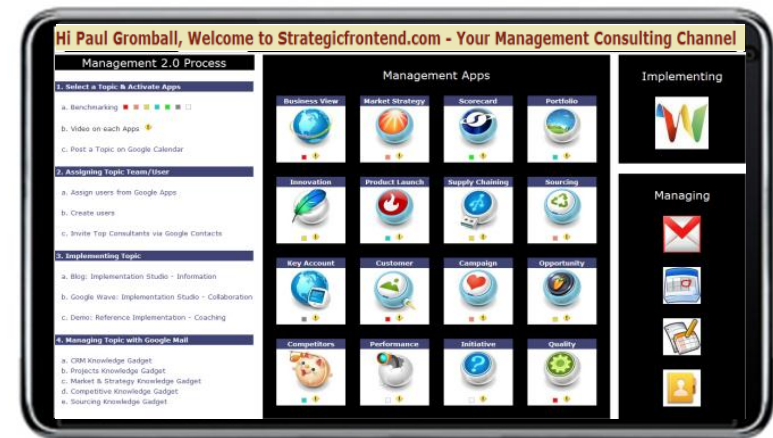 Hi Paul Gromball, Welcome to Strategicfrontend.com - Your Management Consulting Channel
Management 2.0 Process
1. Select a Topic & Activate Apps
a. Benchmarking
b. Video on each Apps
c. Post a Topic on Google Calendar
2. Assigning Topic Team/User
a. Assign users from Google Apps
b. Create users
c. Invite Top Consultants via Google Contacts
3. Implementing Topic
a. Blog: Implementation Studio - Information
b. Google Wave: Implementation Studio - Collaboration
c. Demo: Reference Implementation - Coaching
4. Managing Topic with Google Mail
a. CRM Knowledge Gadget
b. Projects Knowledge Gadget
c. Market & Strategy Knowledge Gadget
d. Competitive Knowledge Gadget
e. Sourcing Knowledge Gadget
Management Apps
Business View
Market Strategy
Scorecard
Portfolio
Innovation
Product Launch
Supply Chaining
Sourcing
Key Account
Customer
Campaign
Opportunity
Competitors
Performance
Initiative
Quality
Implementing
Managing